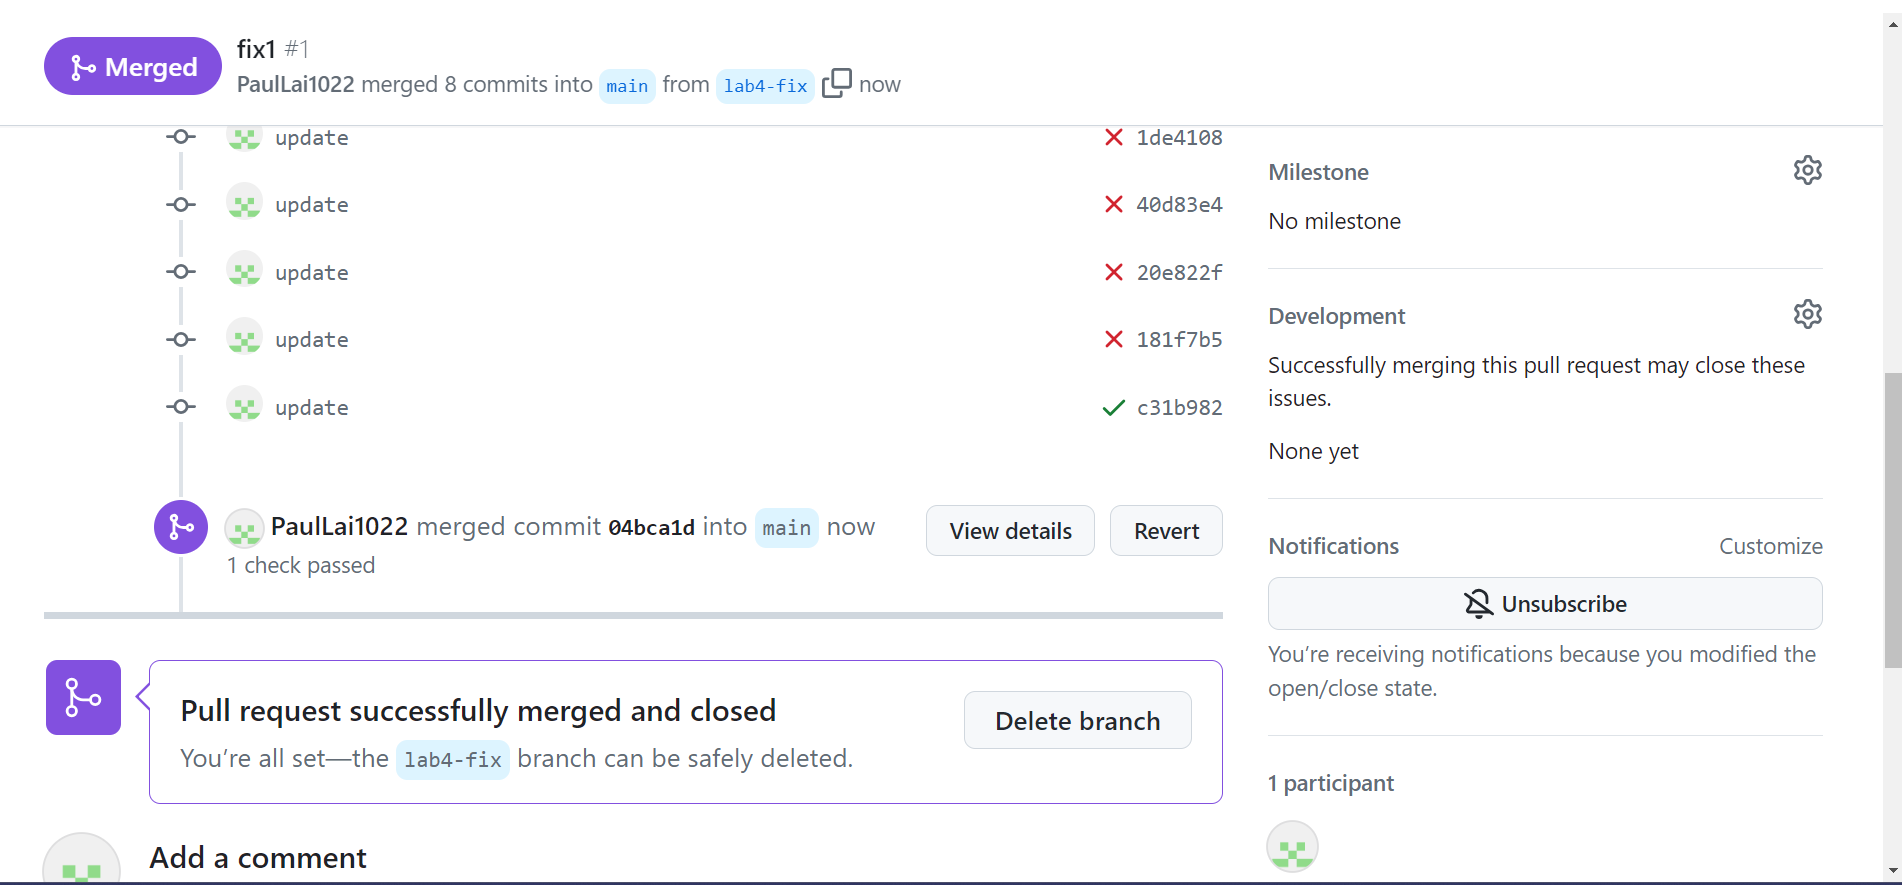 Merged
fix1 #1
PaulLai1022 merged 8 commits into main from lab4-fix now
update 1de4108
update 40d83e4
update 20e822f
update 181f7b5
update c31b982
PaulLai1022 merged commit 04bca1d into main now
View details
Revert
1 check passed
Pull request successfully merged and closed
You’re all set—the lab4-fix branch can be safely deleted.
Delete branch
Add a comment
Milestone
No milestone
Development
Successfully merging this pull request may close these
issues.
None yet
Notifications
Customize
Unsubscribe
You’re receiving notifications because you modified the
open/close state.
1 participant